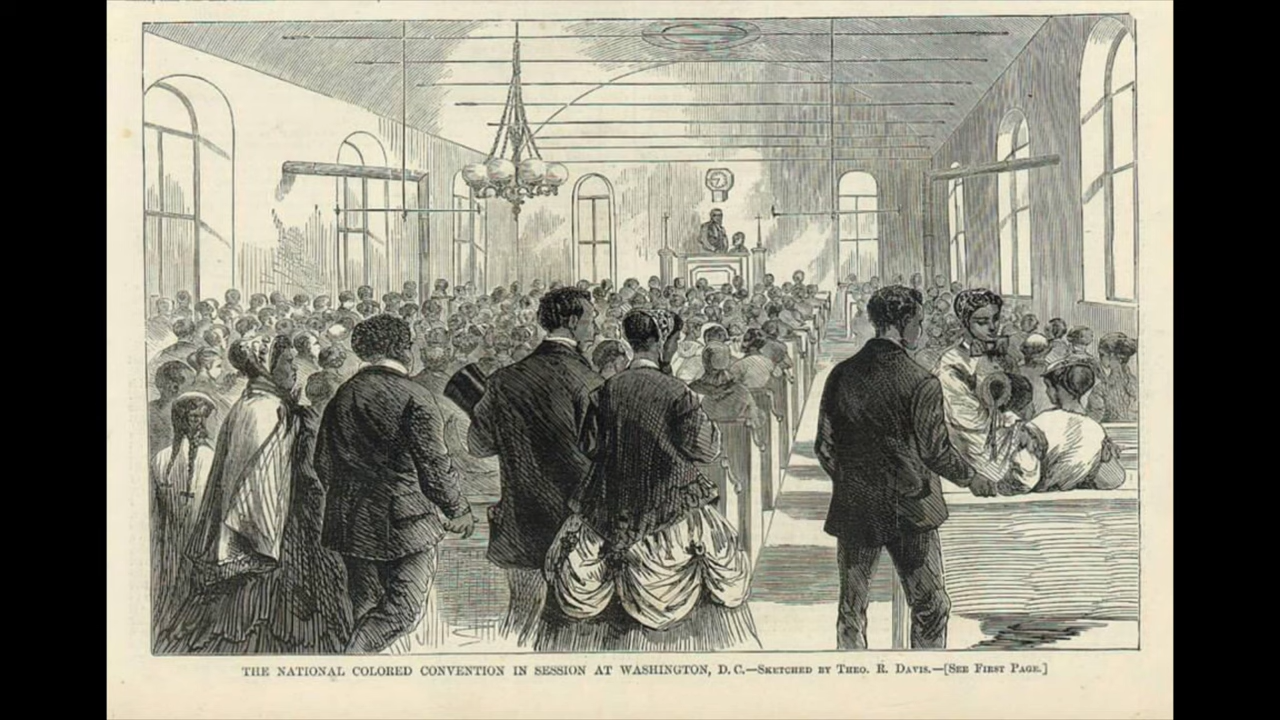 THE NATIONAL COLORED CONVENTION IN SESSION AT WASHINGTON, D. C.—Sketched by Theo. R. Davis.—[See First Page.]